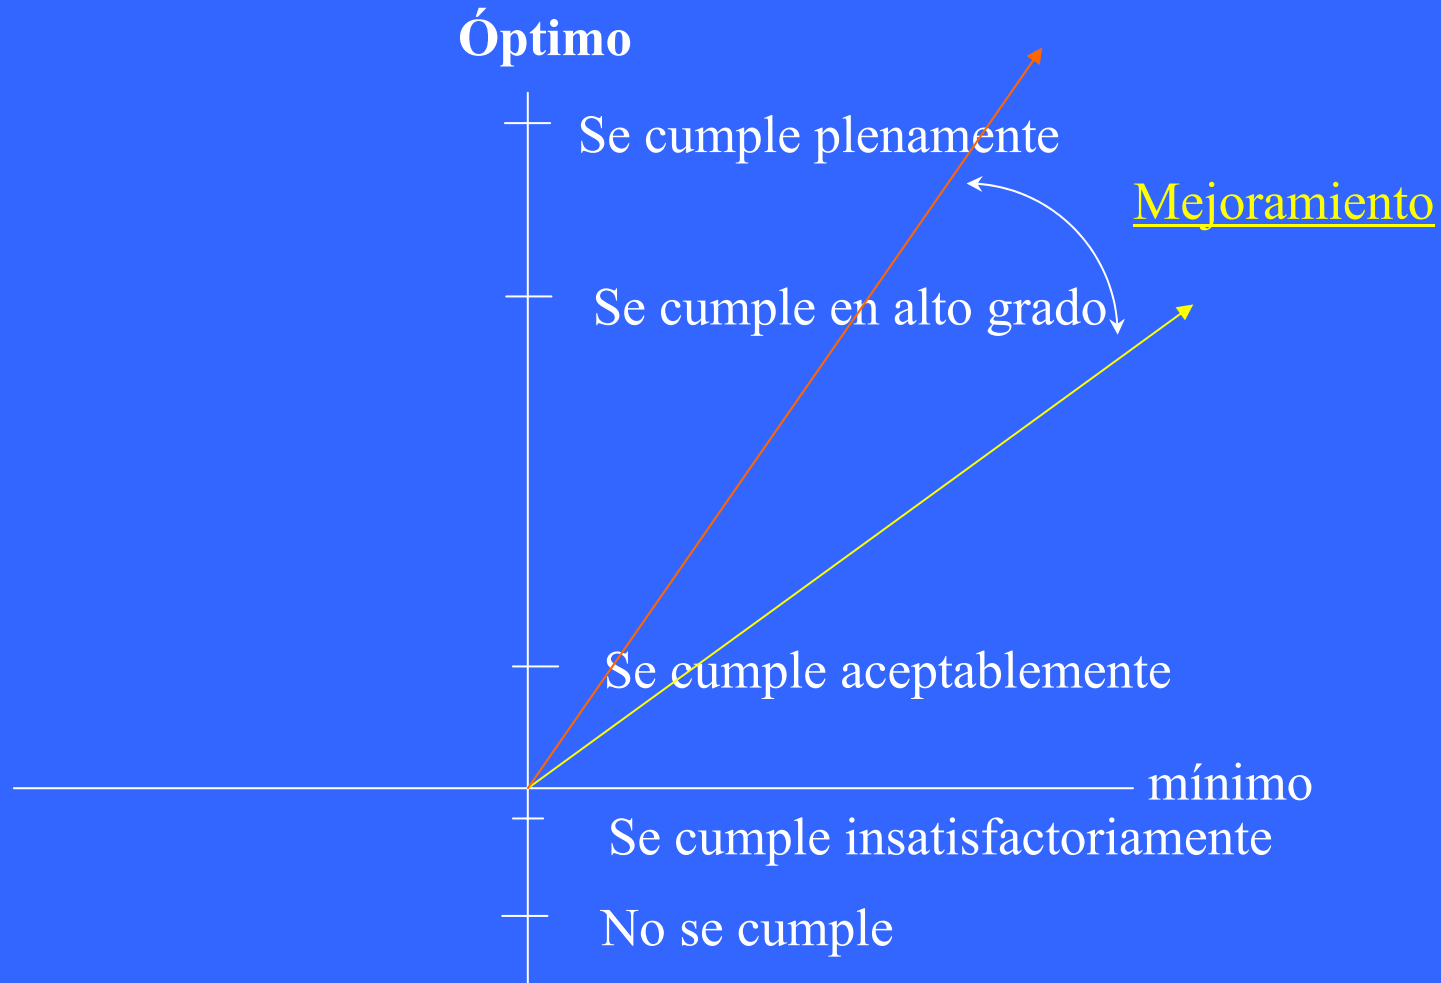 Óptimo
Se cumple plenamente
Mejoramiento
Se cumple en alto grado
Se cumple aceptablemente
mínimo
Se cumple insatisfactoriamente
No se cumple